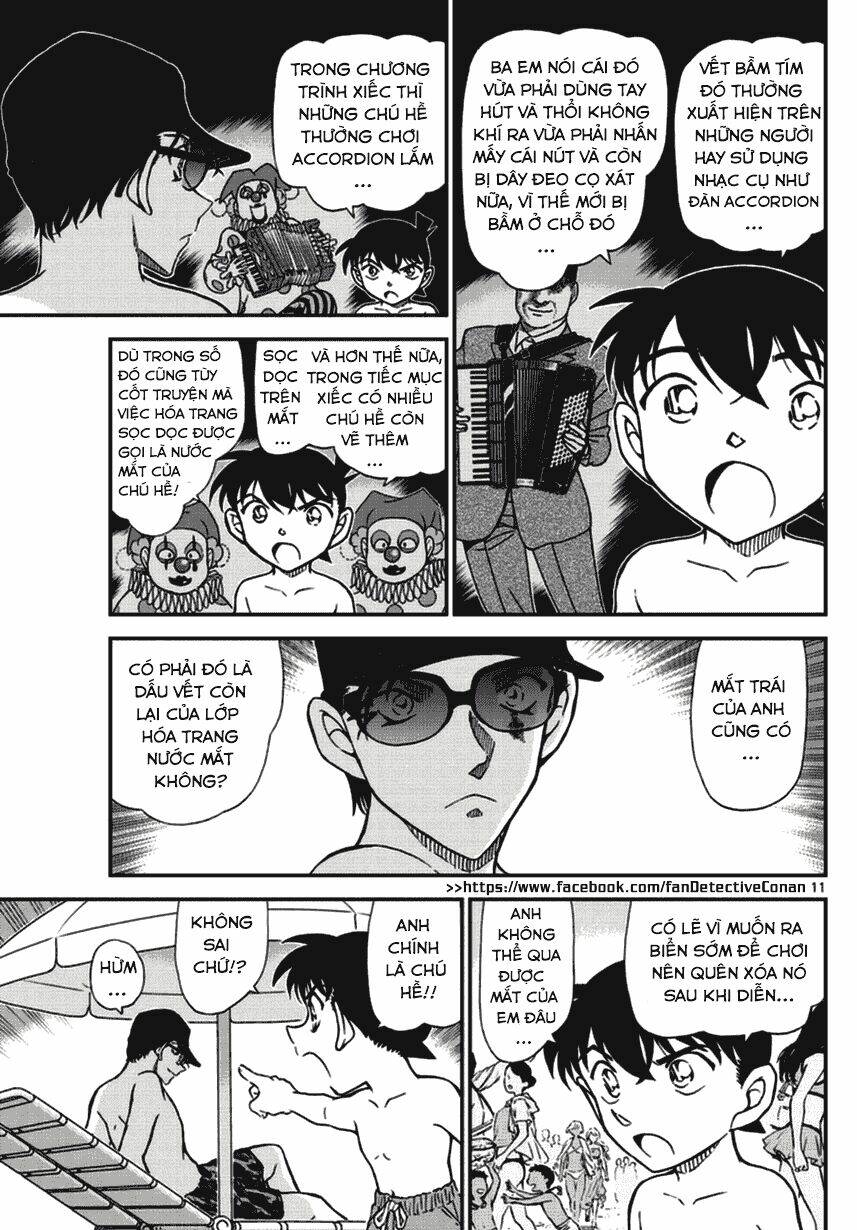 VẾT BẦM TÍM
ĐÓ THƯỜNG
XUẤT HIỆN TRÊN
NHỮNG NGƯỜI
HAY SỬ DỤNG
NHẠC CỤ NHƯ
ĐÀN ACCORDION
...
BA EM NÓI CÁI ĐÓ
VỪA PHẢI DÙNG TAY
HÚT VÀ THỔI KHÔNG
KHÍ RA VỪA PHẢI NHẤN
MẤY CÁI NÚT VÀ CÒN
BỊ DÂY ĐEO CỌ XÁT
NỮA, VÌ THẾ MỚI BỊ
BẦM Ở CHỖ ĐÓ
...
TRONG CHƯƠNG
TRÌNH XIẾC THÌ
NHỮNG CHÚ HỀ
THƯỜNG CHƠI
ACCORDION LẮM
...
VÀ HƠN THẾ NỮA,
TRONG TIẾC MỤC
XIẾC CÓ NHIỀU
CHÚ HỀ CÒN
VẼ THÊM
...
SỌC
DỌC
TRÊN
MẮT
...
DÙ TRONG SỐ
ĐÓ CŨNG TÙY
CỐT TRUYỆN MÀ
VIỆC HÓA TRANG
SỌC DỌC ĐƯỢC
GỌI LÀ NƯỚC
MẮT CỦA
CHÚ HỀ!
MẮT TRÁI
CỦA ANH
CŨNG CÓ
...
CÓ PHẢI ĐÓ LÀ
DẤU VẾT CÒN
LẠI CỦA LỚP
HÓA TRANG
NƯỚC MẮT
KHÔNG?
>>https://www.facebook.com/fanDetectiveConan 11
CÓ LẼ VÌ MUỐN RA
BIỂN SỚM ĐỂ CHƠI
NÊN QUÊN XÓA NÓ
SAU KHI DIỄN...
ANH
KHÔNG
THỂ QUA
ĐƯỢC
MẮT CỦA
EM ĐÂU
...
ANH
CHÍNH
LÀ CHÚ
HỀ!!
KHÔNG
SAI
CHỨ!?
HỪM
...